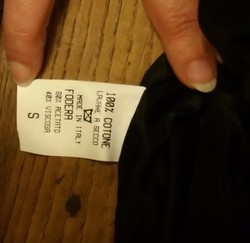 100% COTONE
LAVARE A SECCO
MADE IN ITALY
FODERA
60% ACETATO
40% VISCOSA
S